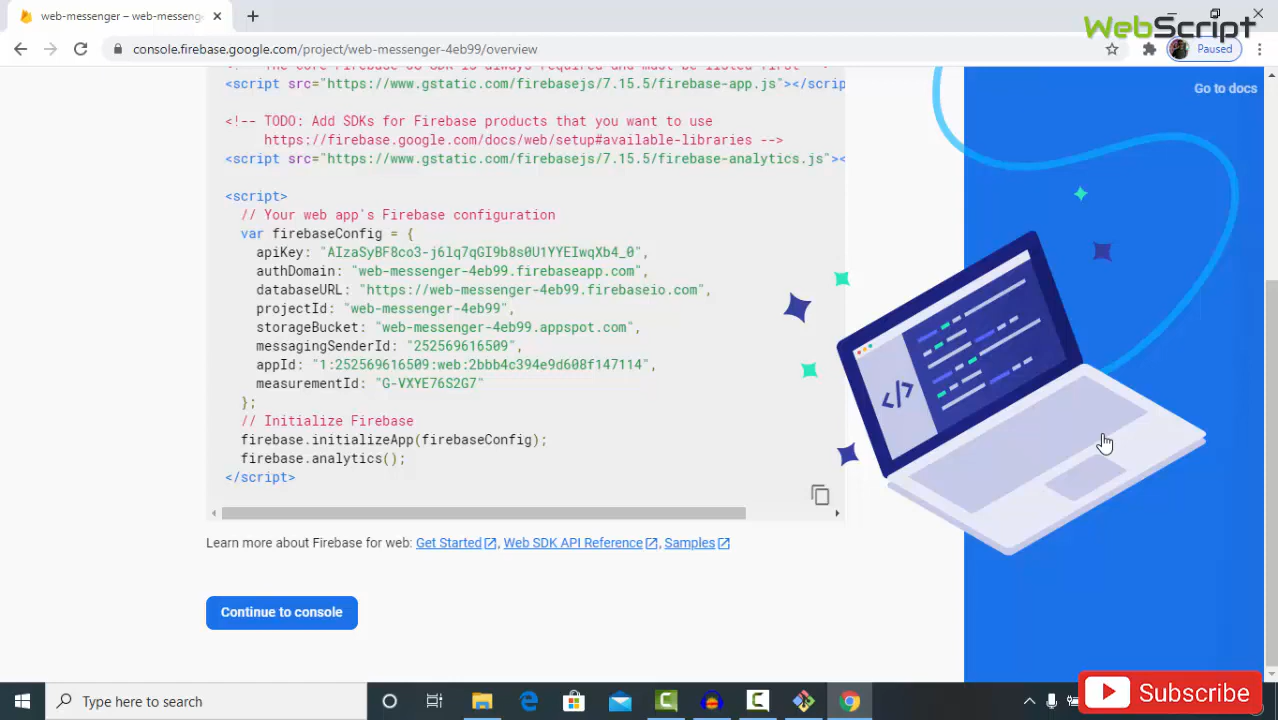 web-messenger – web-messenge
WebScript
console.firebase.google.com/project/web-messenger-4eb99/overview
Paused
Go to docs
<script src="https://www.gstatic.com/firebasejs/7.15.5/firebase-app.js"></scrip
<!-- TODO: Add SDKs for Firebase products that you want to use
https://firebase.google.com/docs/web/setup#available-libraries -->
<script src="https://www.gstatic.com/firebasejs/7.15.5/firebase-analytics.js"><
<script>
// Your web app's Firebase configuration
var firebaseConfig = {
apiKey: "AIzaSyBF8co3-j6lq7qGI9b8s0U1YYEIwqXb4_0",
authDomain: "web-messenger-4eb99.firebaseapp.com",
databaseURL: "https://web-messenger-4eb99.firebaseio.com",
projectId: "web-messenger-4eb99",
storageBucket: "web-messenger-4eb99.appspot.com",
messagingSenderId: "252569616509",
appId: "1:252569616509:web:2bbb4c394e9d608f147114",
measurementId: "G-VXYE76S2G7"
};
// Initialize Firebase
firebase.initializeApp(firebaseConfig);
firebase.analytics();
</script>
</>
Learn more about Firebase for web: Get Started, Web SDK API Reference, Samples
Continue to console
Type here to search
Subscribe